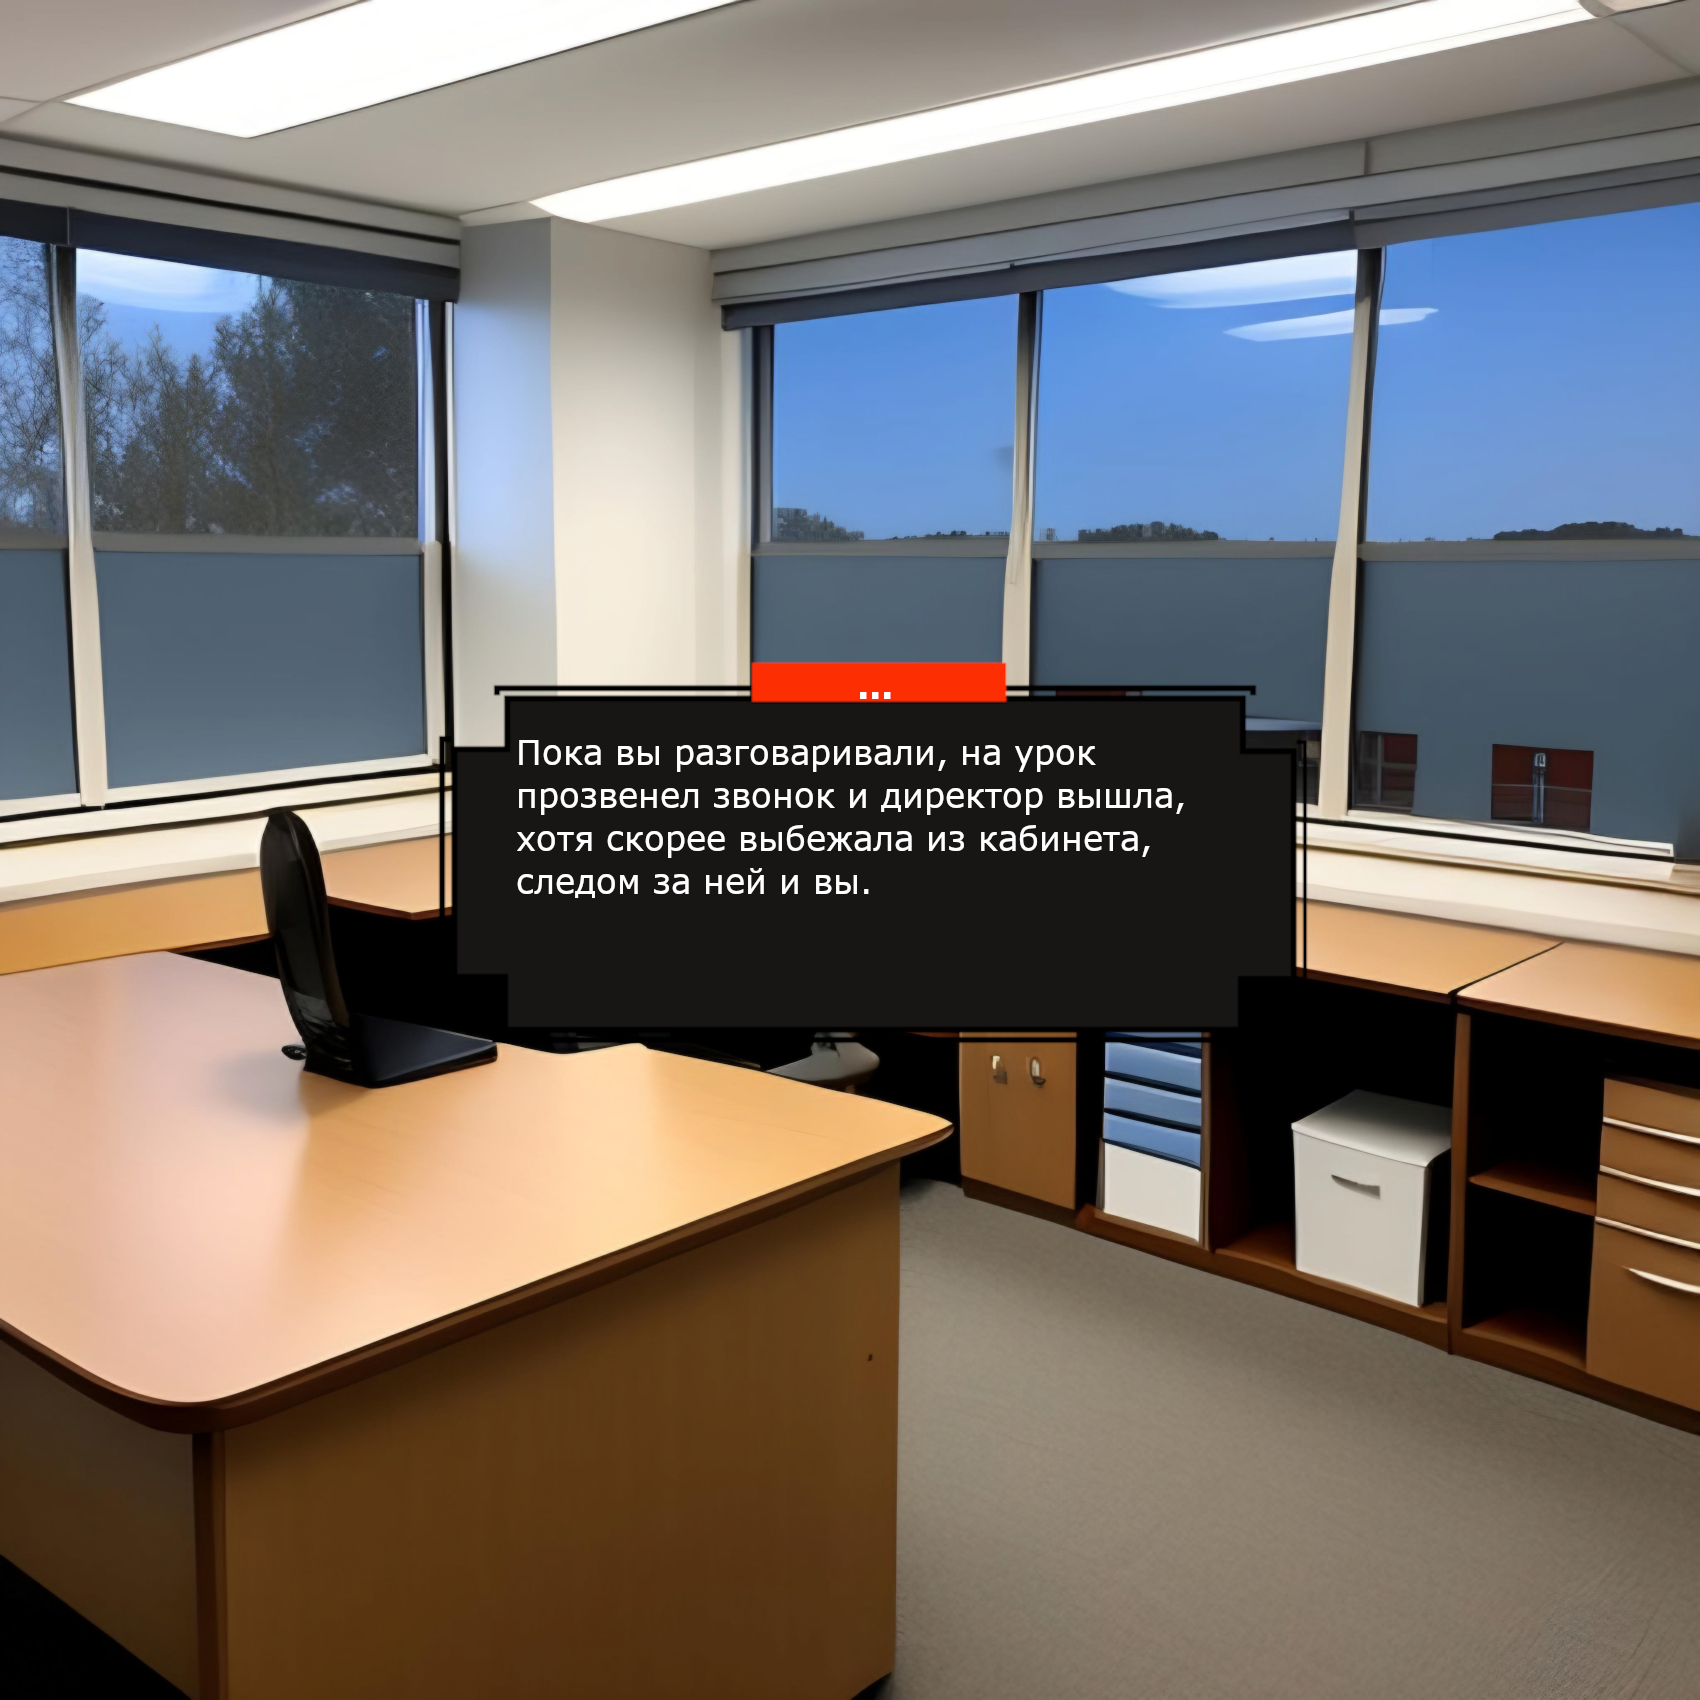 ...
Пока вы разговаривали, на урок
прозвенел звонок и директор вышла,
хотя скорее выбежала из кабинета,
следом за ней и вы.